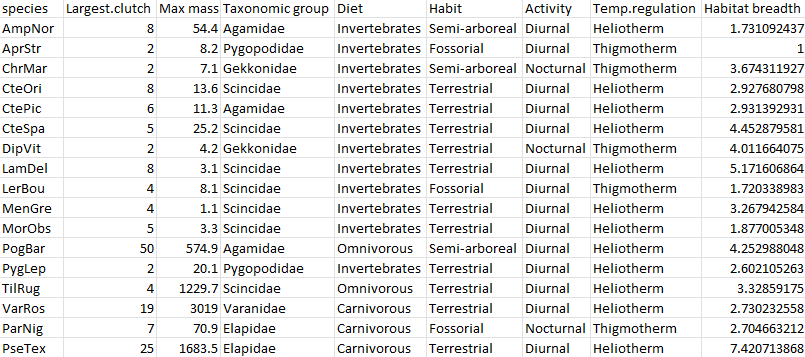 species Largest.clutch Max mass Taxonomic group Diet Habit Activity Temp.regulation Habitat breadth
AmpNor 8 54.4 Agamidae Invertebrates Semi-arboreal Diurnal Heliotherm 1.731092437
AprStr 2 8.2 Pygopodidae Invertebrates Fossorial Diurnal Thigmotherm 1
ChrMar 2 7.1 Gekkonidae Invertebrates Semi-arboreal Nocturnal Thigmotherm 3.674311927
CteOri 8 13.6 Scincidae Invertebrates Terrestrial Diurnal Heliotherm 2.927680798
CtePic 6 11.3 Agamidae Invertebrates Terrestrial Diurnal Heliotherm 2.931392931
CteSpa 5 25.2 Scincidae Invertebrates Terrestrial Diurnal Heliotherm 4.452879581
DipVit 2 4.2 Gekkonidae Invertebrates Terrestrial Nocturnal Thigmotherm 4.011664075
LamDel 8 3.1 Scincidae Invertebrates Terrestrial Diurnal Heliotherm 5.171606864
LerBou 4 8.1 Scincidae Invertebrates Fossorial Diurnal Thigmotherm 1.720338983
MenGre 4 1.1 Scincidae Invertebrates Terrestrial Diurnal Heliotherm 3.267942584
MorObs 5 3.3 Scincidae Invertebrates Terrestrial Diurnal Heliotherm 1.877005348
PogBar 50 574.9 Agamidae Omnivorous Semi-arboreal Diurnal Heliotherm 4.252988048
PygLep 2 20.1 Pygopodidae Invertebrates Terrestrial Diurnal Heliotherm 2.602105263
TilRug 4 1229.7 Scincidae Omnivorous Terrestrial Diurnal Heliotherm 3.32859175
VarRos 19 3019 Varanidae Carnivorous Terrestrial Diurnal Heliotherm 2.730232558
ParNig 7 70.9 Elapidae Carnivorous Fossorial Nocturnal Thigmotherm 2.704663212
PseTex 25 1683.5 Elapidae Carnivorous Terrestrial Diurnal Heliotherm 7.420713868